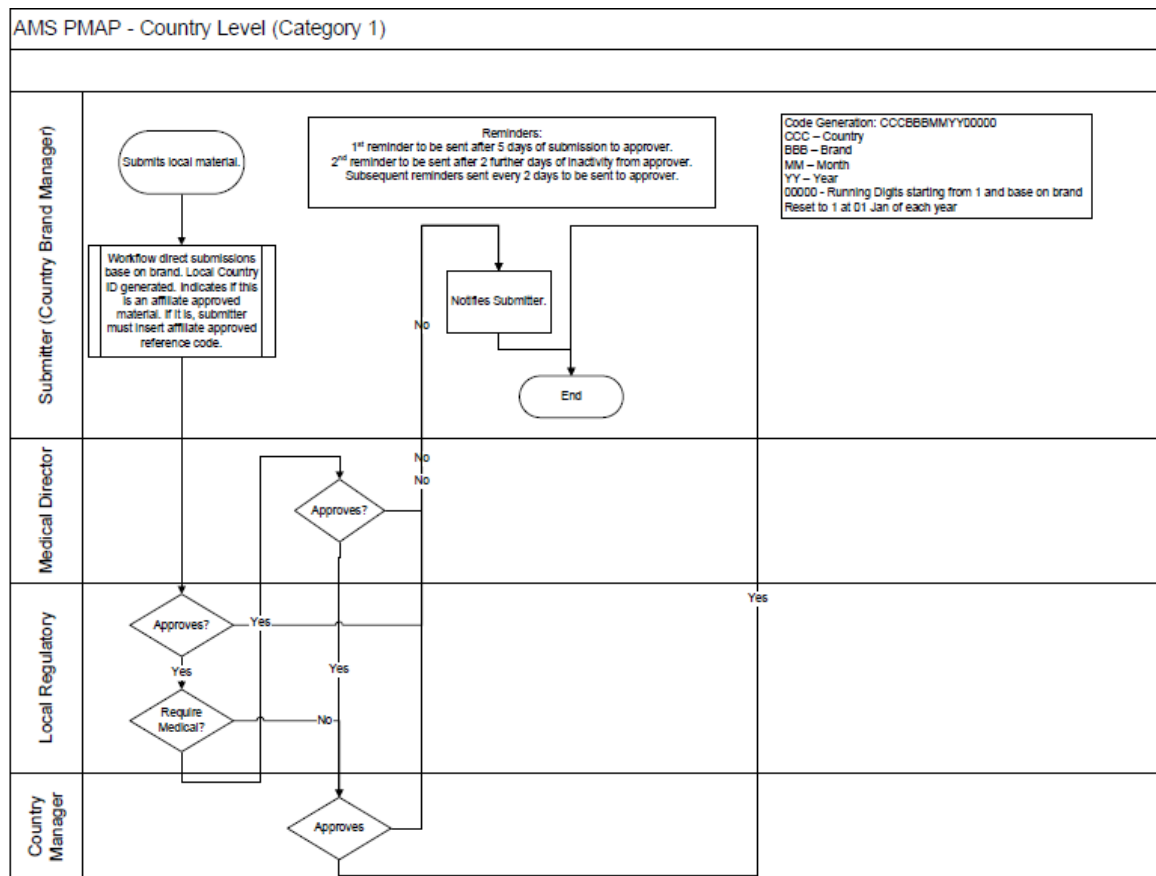 AMS PMAP - Country Level (Category 1)
Submitter (Country Brand Manager)
Submits local material.
Reminders:
1st reminder to be sent after 5 days of submission to approver.
2nd reminder to be sent after 2 further days of inactivity from approver.
Subsequent reminders sent every 2 days to be sent to approver.
Code Generation: CCCBBBMMYY00000
CCC – Country
BBB – Brand
MM – Month
YY – Year
00000 - Running Digits starting from 1 and base on brand
Reset to 1 at 01 Jan of each year
Workflow direct submissions
base on brand. Local Country
ID generated. Indicates if this
is an affiliate approved
material. If it is, submitter
must insert affiliate approved
reference code.
Notifies Submitter.
No
End
Medical Director
No
No
Approves?
Local Regulatory
Approves?
Yes
Yes
Yes
Yes
Require
Medical?
No
Country
Manager
Approves